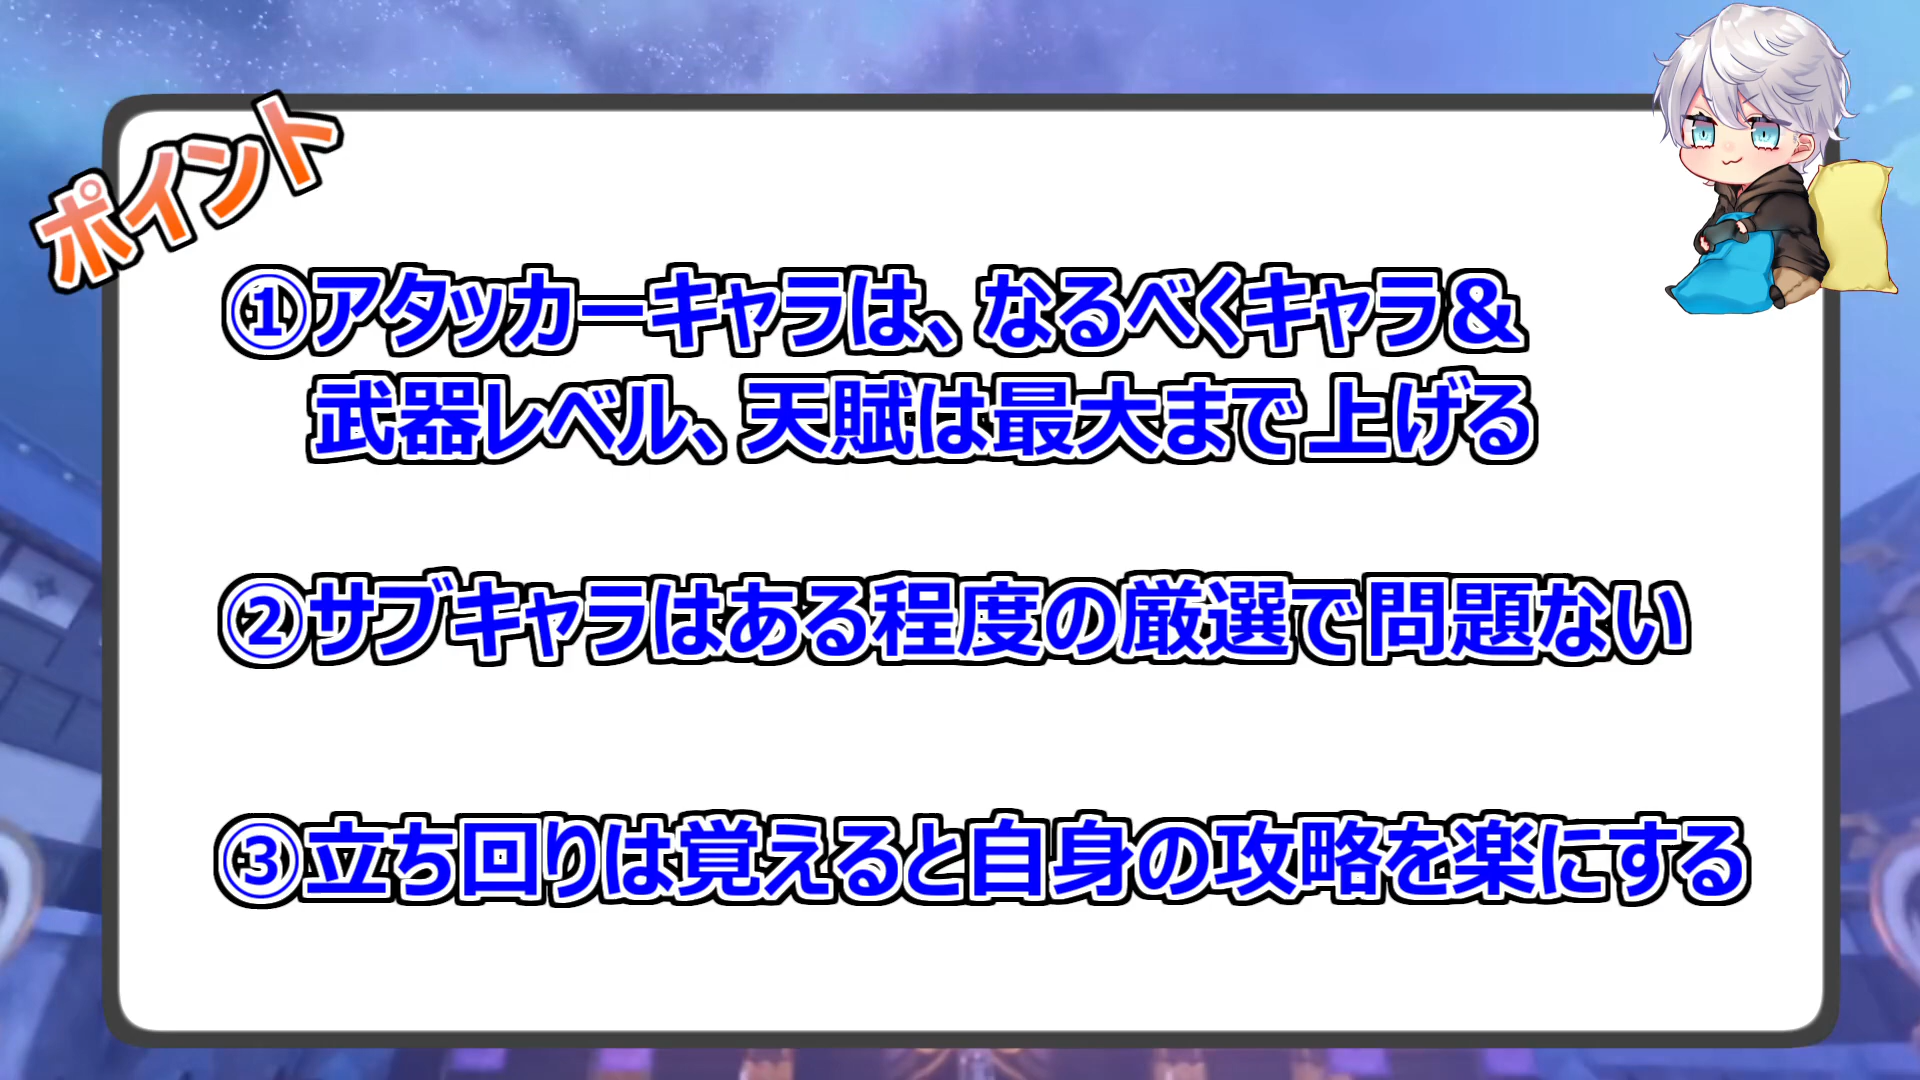 ポイント
①アタッカーキャラは、なるべくキャラ＆
武器レベル、天賦は最大まで上げる
②サブキャラはある程度の厳選で問題ない
③立ち回りは覚えると自身の攻略を楽にする